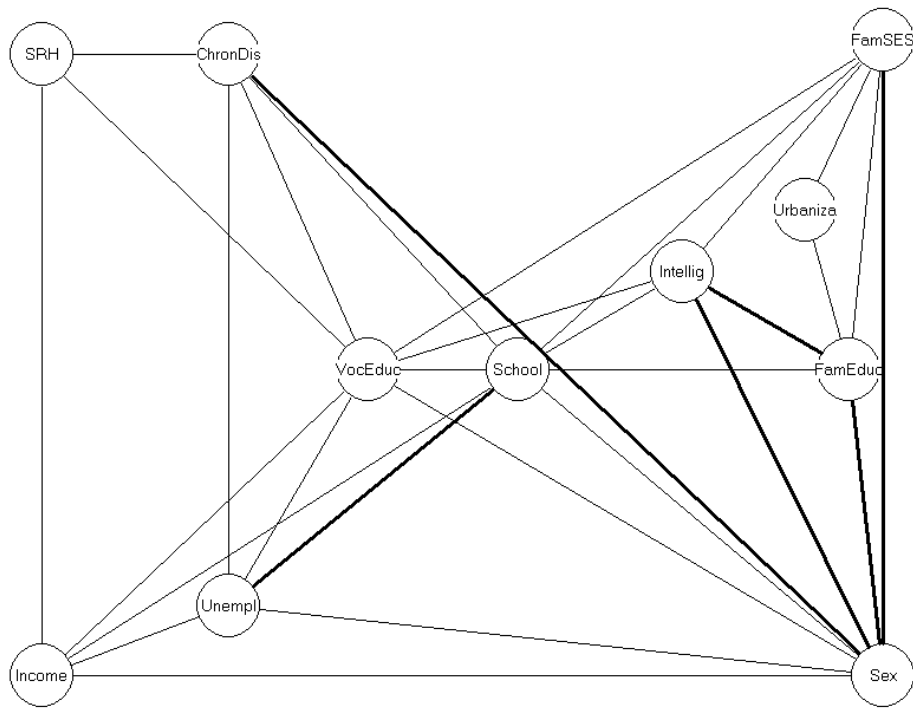 FamSES
SRH
ChronDis
Urbaniza
Intellig
VocEduc
School
FamEduc
Unempl
Income
Sex